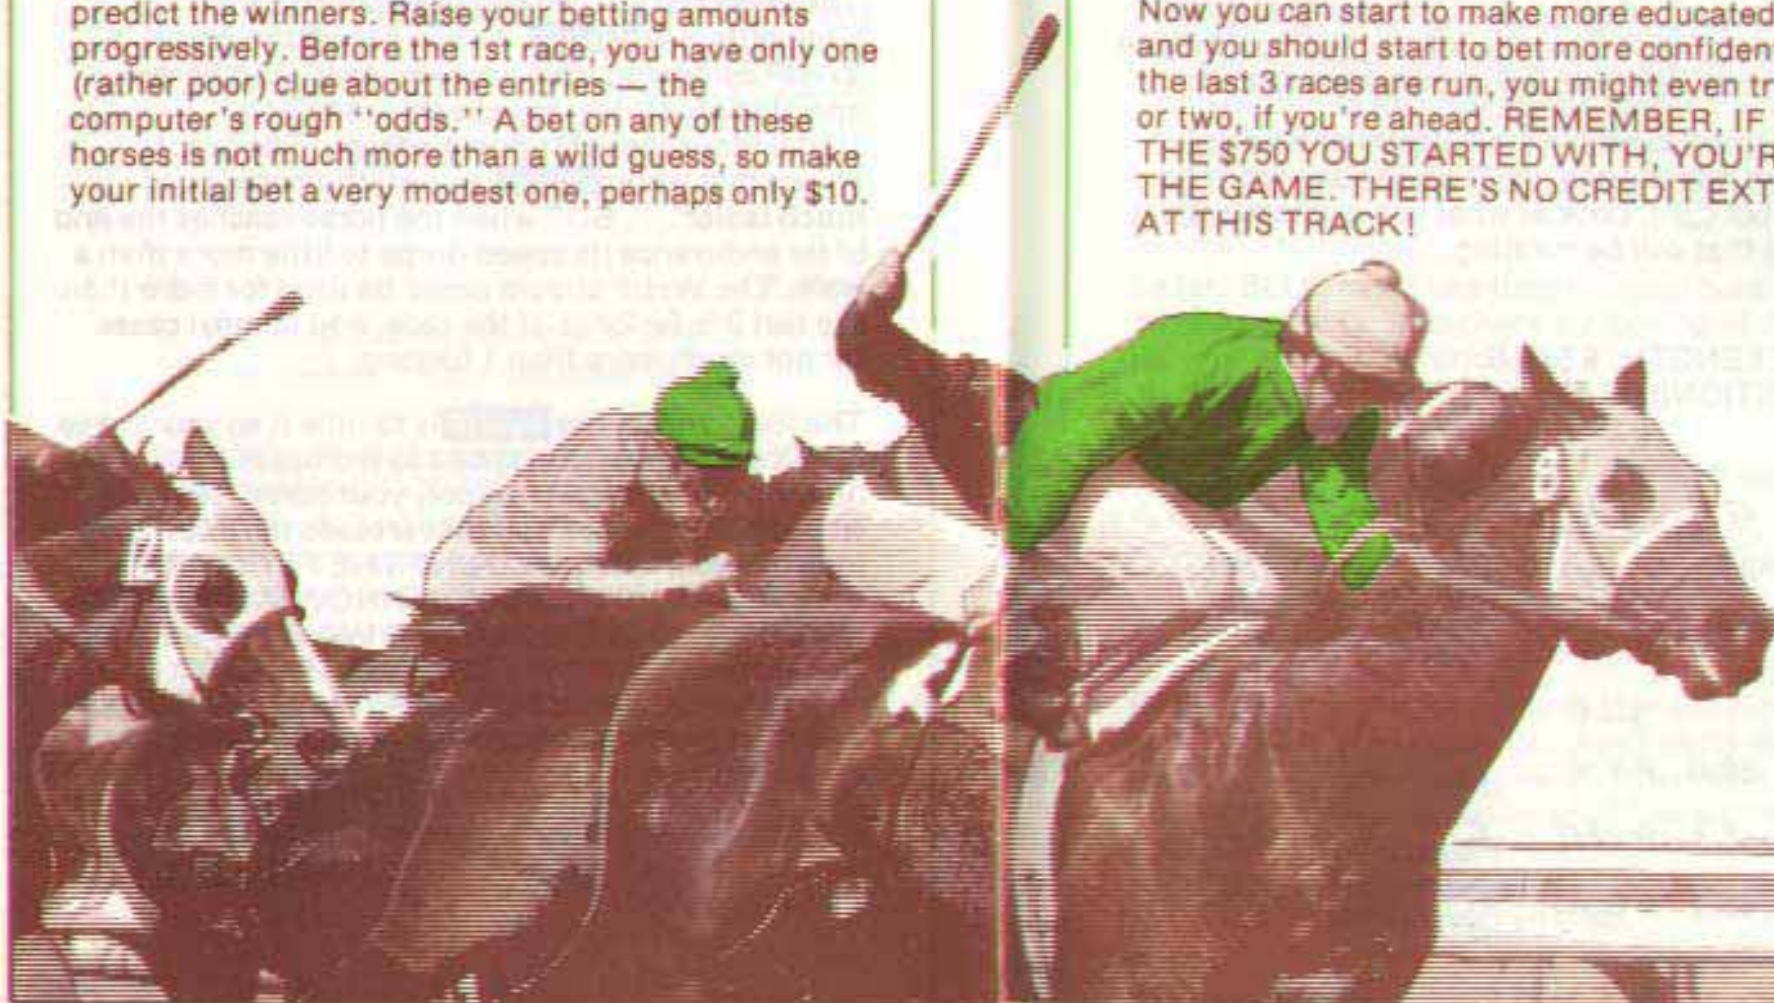 predict the winners. Raise your betting amounts
progressively. Before the 1st race, you have only one
(rather poor) clue about the entries — the
computer's rough "odds." A bet on any of these
horses is not much more than a wild guess, so make
your initial bet a very modest one, perhaps only $10.
Now you can start to make more educated
and you should start to bet more
the last 3 races are run, you might even
or two, if you're ahead. REMEMBER, IF
THE $750 YOU STARTED WITH,
THE GAME. THERE'S NO CREDIT
AT THIS TRACK!